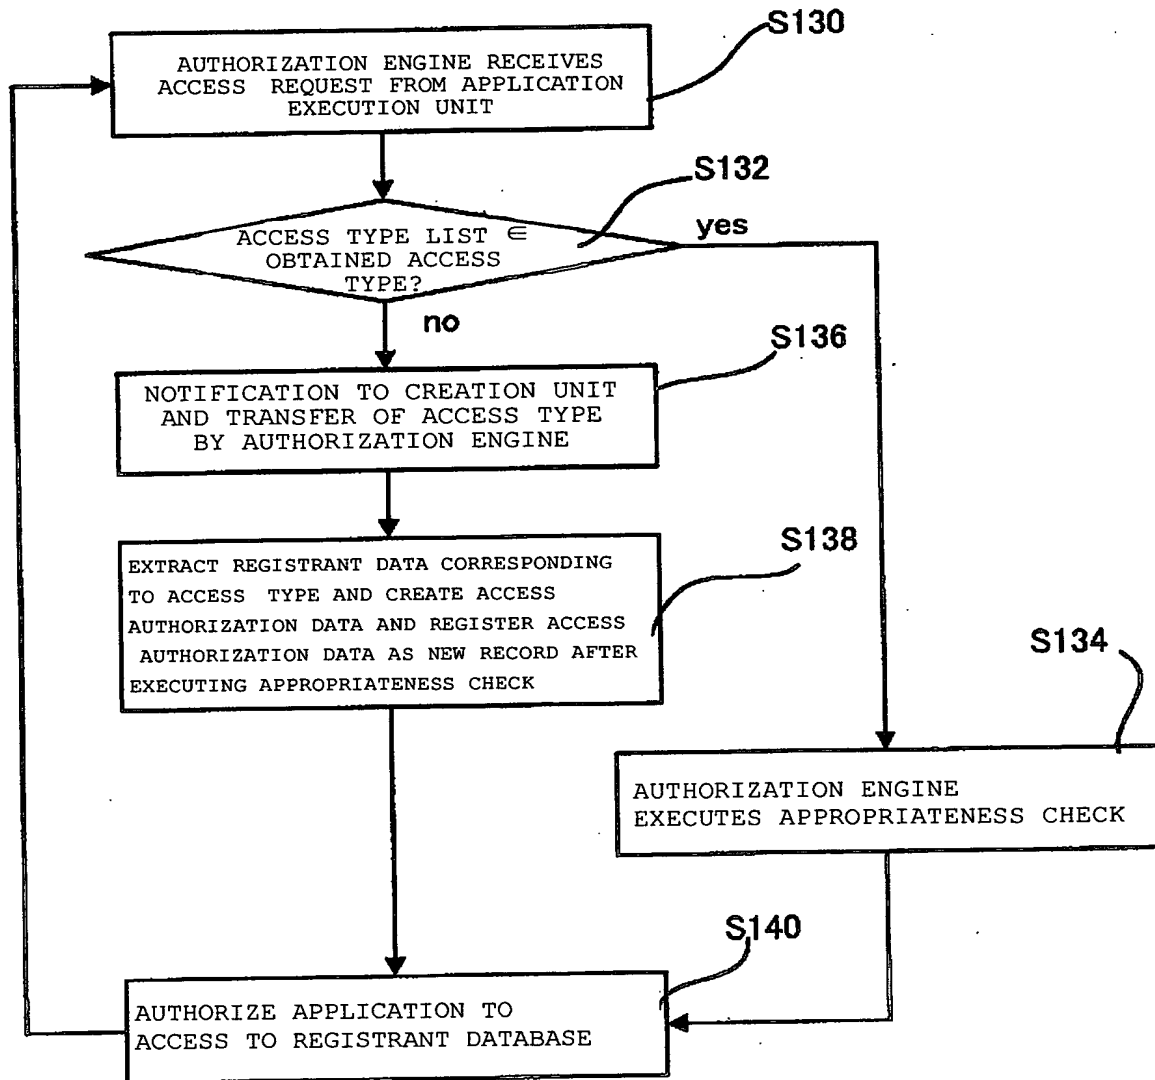 S130
AUTHORIZATION ENGINE RECEIVES
ACCESS REQUEST FROM APPLICATION
EXECUTION UNIT
S132
ACCESS TYPE LIST ∈
OBTAINED ACCESS
TYPE?
yes
no
S136
NOTIFICATION TO CREATION UNIT
AND TRANSFER OF ACCESS TYPE
BY AUTHORIZATION ENGINE
S138
EXTRACT REGISTRANT DATA CORRESPONDING
TO ACCESS TYPE AND CREATE ACCESS
AUTHORIZATION DATA AND REGISTER ACCESS
AUTHORIZATION DATA AS NEW RECORD AFTER
EXECUTING APPROPRIATENESS CHECK
S134
AUTHORIZATION ENGINE
EXECUTES APPROPRIATENESS CHECK
S140
AUTHORIZE APPLICATION TO
ACCESS TO REGISTRANT DATABASE